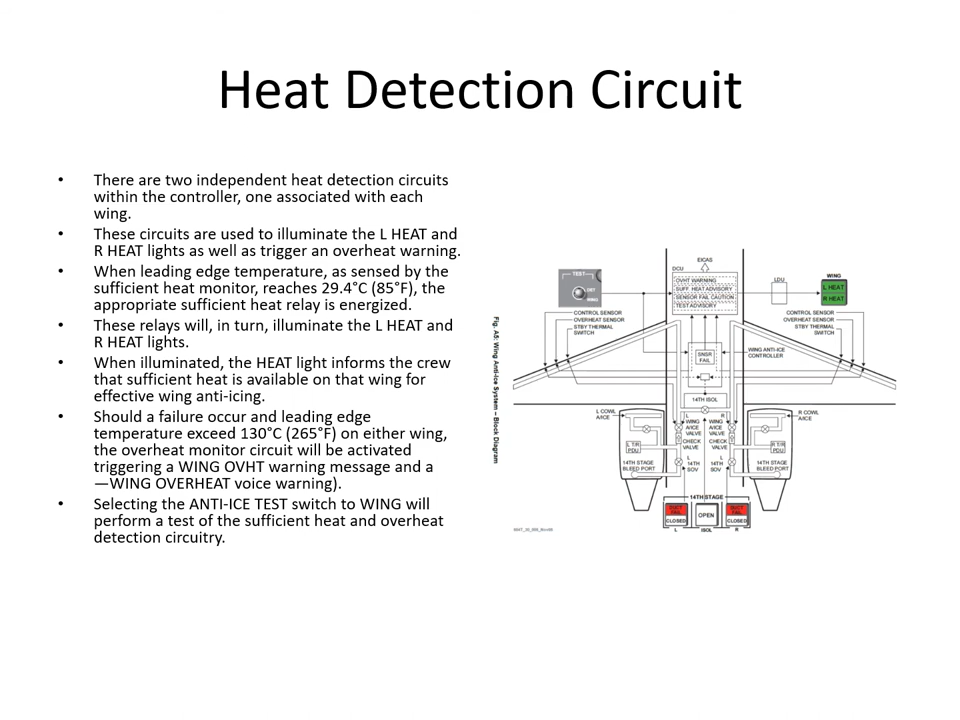 Heat Detection Circuit
• There are two independent heat detection circuits
within the controller, one associated with each
wing.
• These circuits are used to illuminate the L HEAT and
R HEAT lights as well as trigger an overheat warning.
• When leading edge temperature, as sensed by the
sufficient heat monitor, reaches 29.4°C (85°F), the
appropriate sufficient heat relay is energized.
• These relays will, in turn, illuminate the L HEAT and
R HEAT lights.
• When illuminated, the HEAT light informs the crew
that sufficient heat is available on that wing for
effective wing anti-icing.
• Should a failure occur and leading edge
temperature exceed 130°C (265°F) on either wing,
the overheat monitor circuit will be activated
triggering a WING OVHT warning message and a
―WING OVERHEAT voice warning).
• Selecting the ANTI-ICE TEST switch to WING will
perform a test of the sufficient heat and overheat
detection circuitry.
Fig. A5: Wing Anti-Ice System – Block Diagram
EICAS
DCU
TEST
DET
WING
OVHT WARNING
SUFF. HEAT ADVISORY
SENSOR FAIL CAUTION
TEST ADVISORY
LDU
WING
L HEAT
R HEAT
CONTROL SENSOR
OVERHEAT SENSOR
STBY THERMAL
SWITCH
CONTROL SENSOR
OVERHEAT SENSOR
STBY THERMAL
SWITCH
SNSR
FAIL
WING ANTI-ICE
CONTROLLER
14TH ISOL
L COWL
A/ICE
R COWL
A/ICE
L
WING
A/ICE
VALVE
R
WING
A/ICE
VALVE
CHECK
VALVE
CHECK
VALVE
L T/R
PDU
R T/R
PDU
L
14TH
SOV
L
14TH
SOV
14TH STAGE
BLEED PORT
14TH STAGE
BLEED PORT
14TH STAGE
DUCT
FAIL
CLOSED
OPEN
DUCT
FAIL
CLOSED
L
ISOL
R